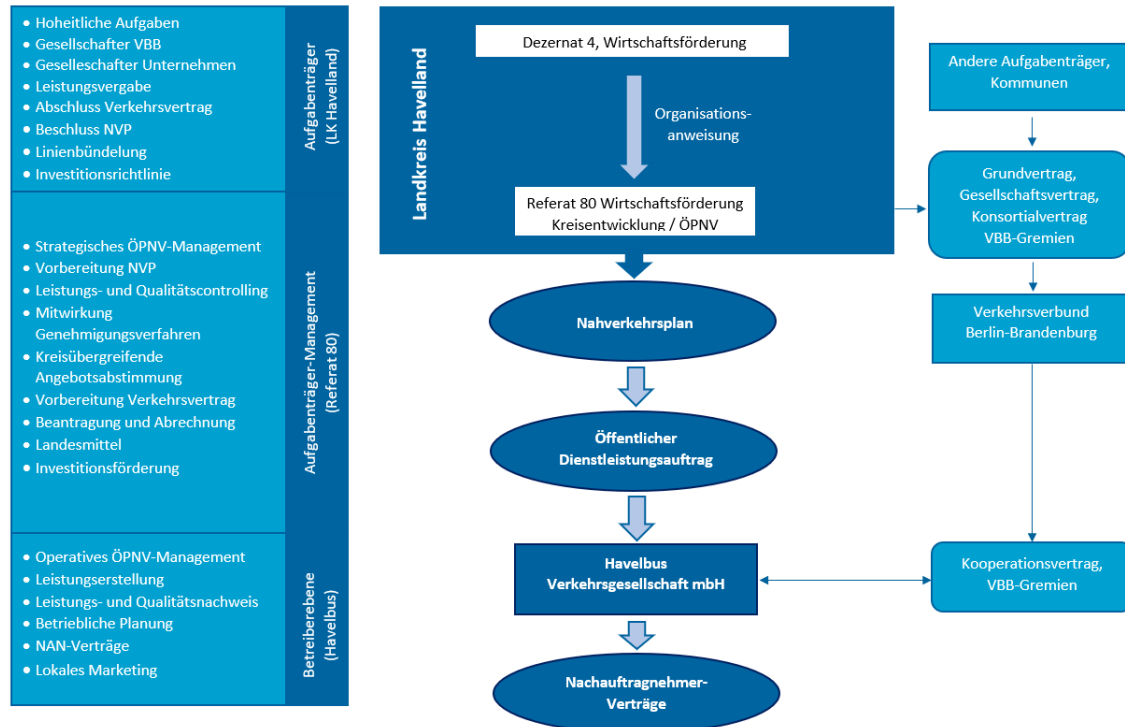 Hoheitliche Aufgaben
Gesellschafter VBB
Geselleschafter Unternehmen
Leistungsvergabe
Abschluss Verkehrsvertrag
Beschluss NVP
Linienbündelung
Investitionsrichtlinie
Aufgabenträger
(LK Havelland)
Strategisches ÖPNV-Management
Vorbereitung NVP
Leistungs- und Qualitätscontrolling
Mitwirkung
Genehmigungsverfahren
Kreisübergreifende
Angebotsabstimmung
Vorbereitung Verkehrsvertrag
Beantragung und Abrechnung
Landesmittel
Investitionsförderung
Aufgabenträger-Management
(Referat 80)
Operatives ÖPNV-Management
Leistungserstellung
Leistungs- und Qualitätsnachweis
Betriebliche Planung
NAN-Verträge
Lokales Marketing
Betreiberebene
(Havelbus)
Landkreis Havelland
Dezernat 4, Wirtschaftsförderung
Organisations-
anweisung
Referat 80 Wirtschaftsförderung
Kreisentwicklung / ÖPNV
Nahverkehrsplan
Öffentlicher
Dienstleistungsauftrag
Havelbus
Verkehrsgesellschaft mbH
Nachauftragnehmer-
Verträge
Andere Aufgabenträger,
Kommunen
Grundvertrag,
Gesellschaftsvertrag,
Konsortialvertrag
VBB-Gremien
Verkehrsverbund
Berlin-Brandenburg
Kooperationsvertrag,
VBB-Gremien